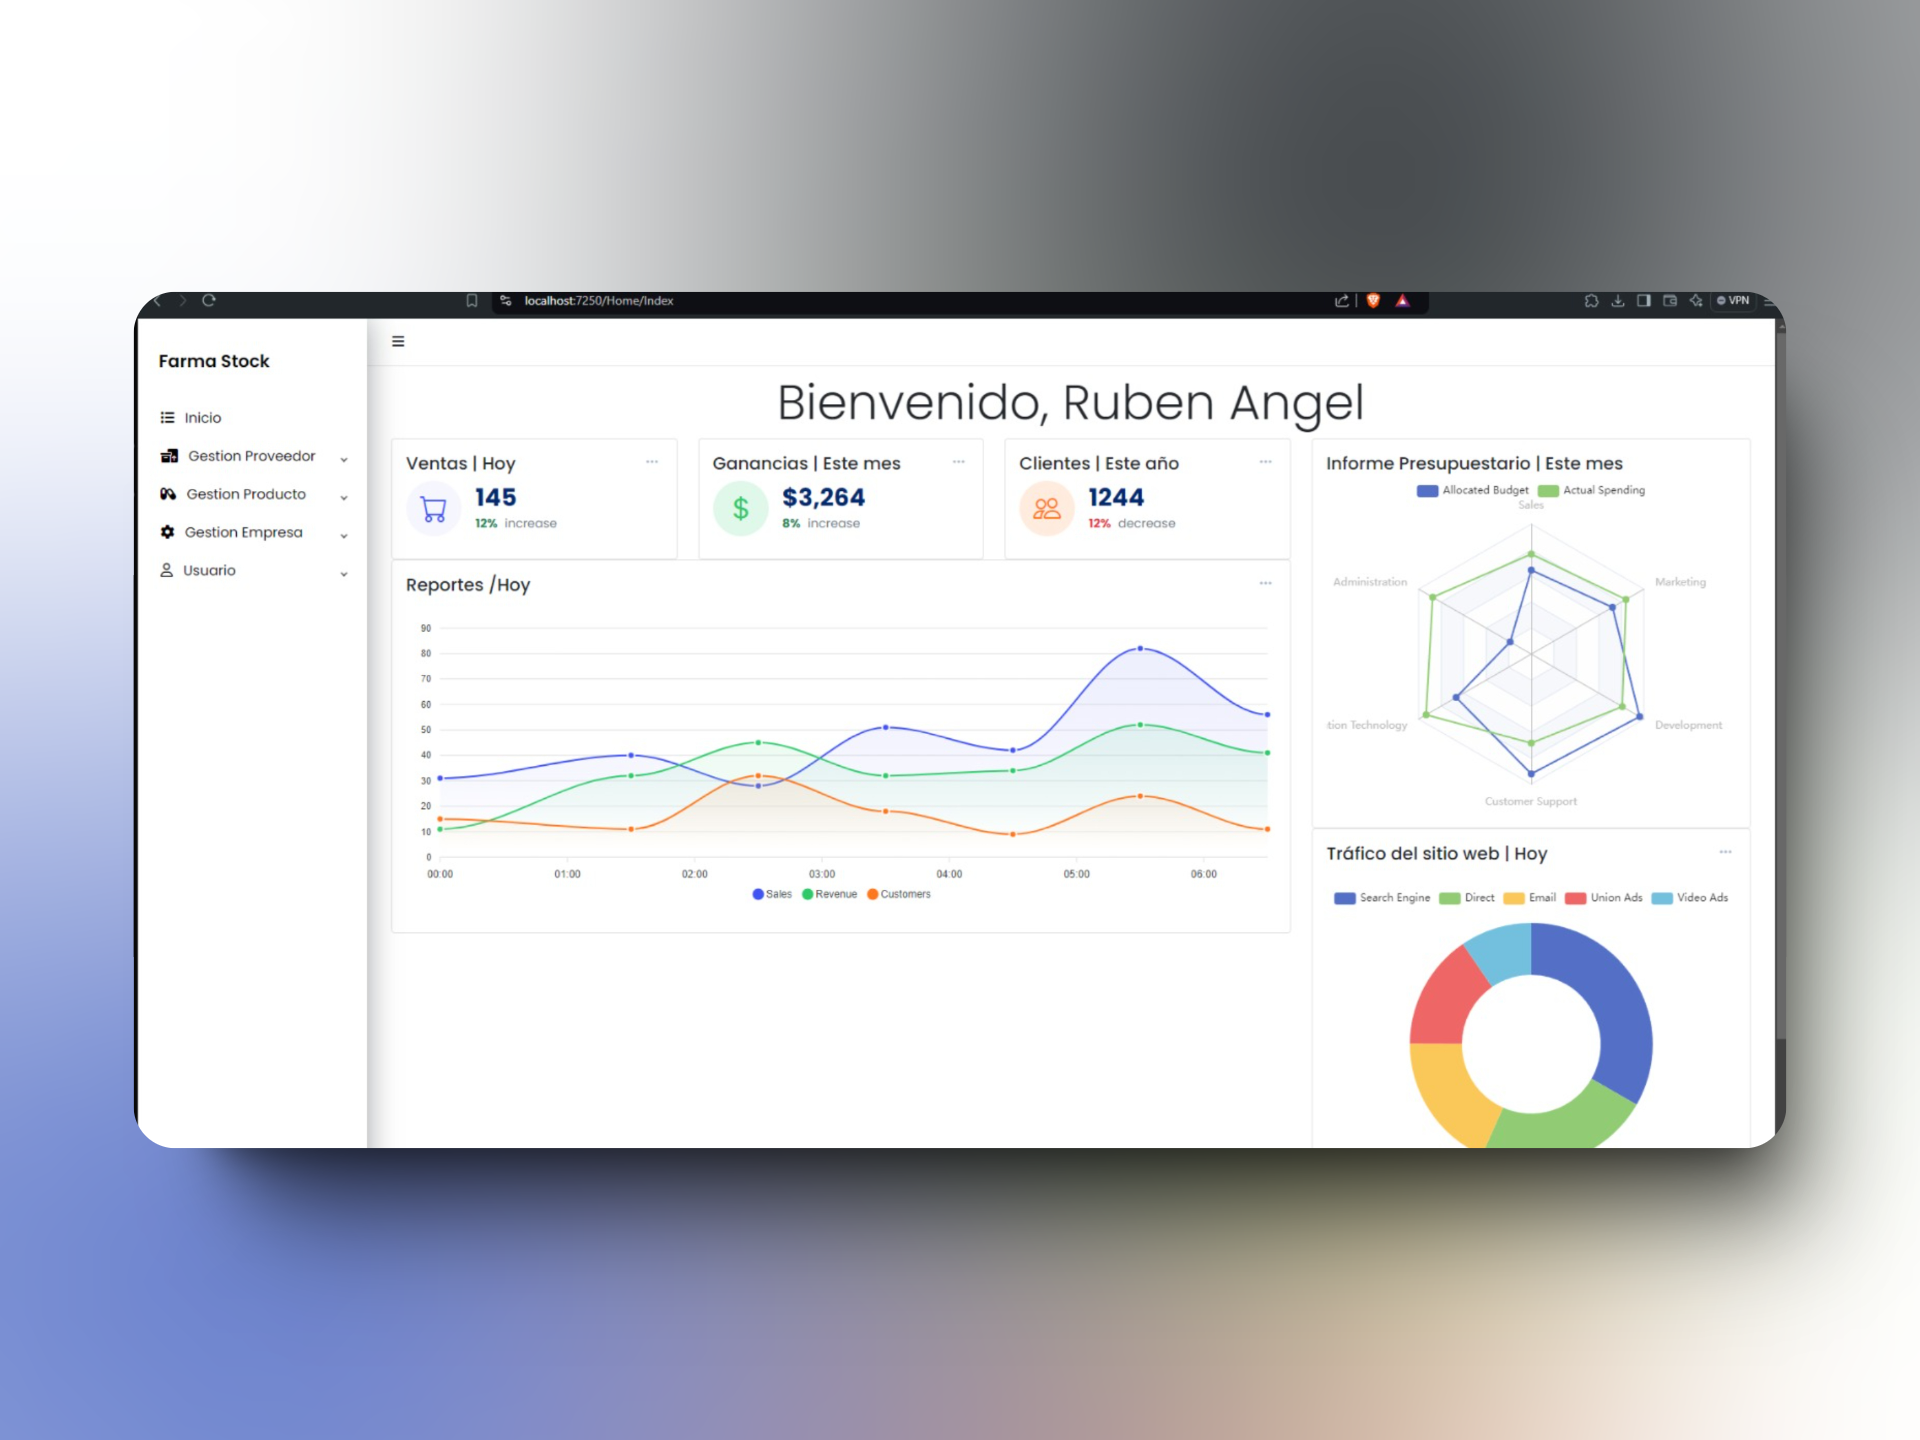 localhost:7250/Home/Index
VPN
Farma Stock
Inicio
Gestion Proveedor
Gestion Producto
Gestion Empresa
Usuario
Bienvenido, Ruben Angel
Ventas | Hoy
145
12% increase
Ganancias | Este mes
$
$3,264
8% increase
Clientes | Este año
1244
12% decrease
Reportes /Hoy
90
80
70
60
50
40
30
20
10
0
00:00 01:00 02:00 03:00 04:00 05:00 06:00
Sales Revenue Customers
Informe Presupuestario | Este mes
Allocated Budget Actual Spending
Sales
Administration Marketing
tion Technology Development
Customer Support
Tráfico del sitio web | Hoy
Search Engine Direct Email Union Ads Video Ads